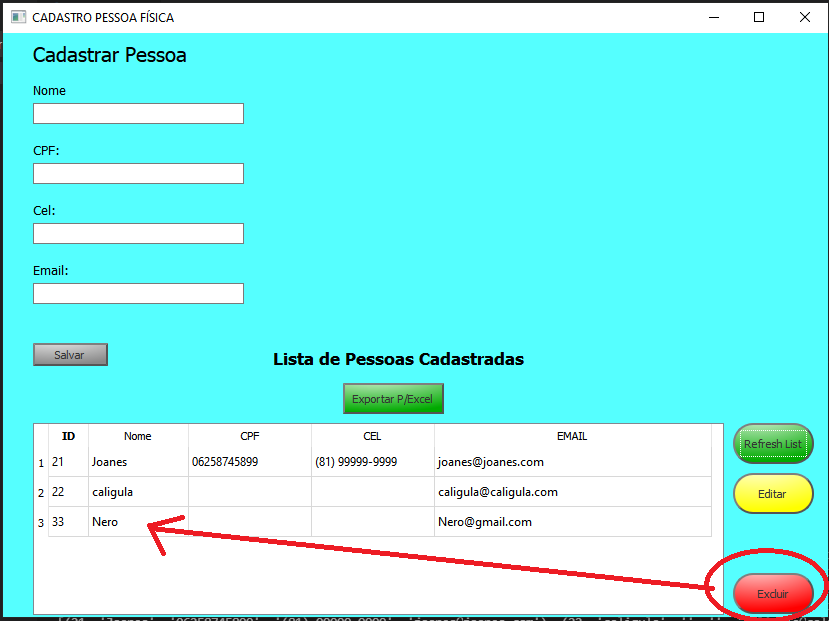 CADASTRO PESSOA FÍSICA
Cadastrar Pessoa
Nome
CPF:
Cel:
Email:
Salvar
Lista de Pessoas Cadastradas
Exportar P/Excel
ID Nome CPF CEL EMAIL
1 21 Joanes 06258745899 (81) 99999-9999 joanes@joanes.com
2 22 caligula caligula@caligula.com
3 33 Nero Nero@gmail.com
Refresh List
Editar
Excluir